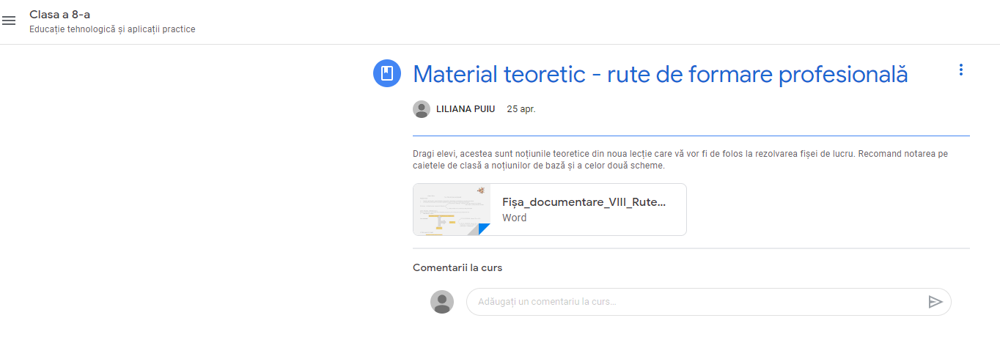 Clasa a 8-a
Educație tehnologică și aplicații practice
Material teoretic - rute de formare profesională
LILIANA PUIU 25 apr.
Dragi elevi, acestea sunt noțiunile teoretice din noua lecție care vă vor fi de folos la rezolvarea fișei de lucru. Recomand notarea pe
caietele de clasă a noțiunilor de bază și a celor două scheme.
Fișa_documentare_VIII_Rute...
Word
Comentarii la curs
Adăugați un comentariu la curs...